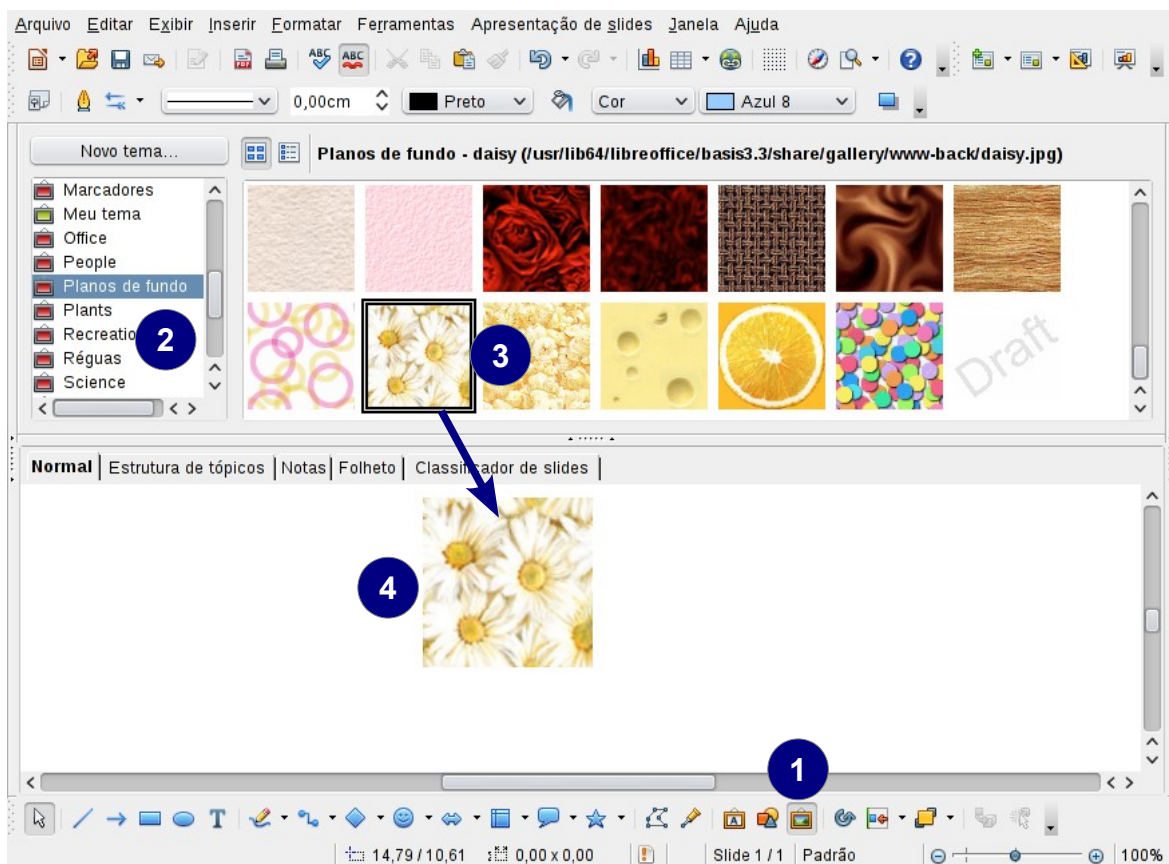 Arquivo Editar Exibir Inserir Formatar Ferramentas Apresentação de slides Janela Ajuda
0,00cm Preto Cor Azul 8
Novo tema...
Planos de fundo - daisy (/usr/lib64/libreoffice/basis3.3/share/gallery/www-back/daisy.jpg)
Marcadores
Meu tema
Office
People
Planos de fundo
Plants
Recreatio
Réguas
Science
2
3
Draft
Normal Estrutura de tópicos Notas Folheto Classificador de slides
4
1
T
14,79 / 10,61 0,00 x 0,00 Slide 1 / 1 Padrão 100%